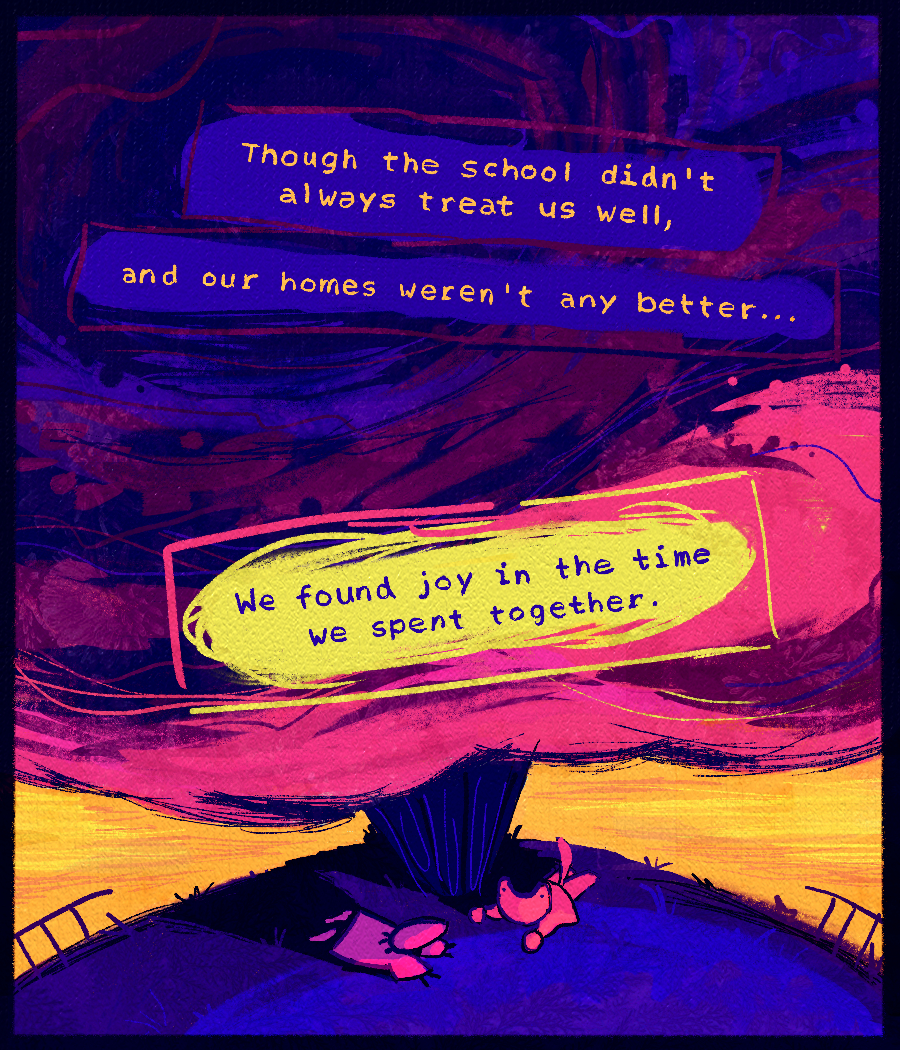 Though the school didn't
always treat us well,
and our homes weren't any better...
We found joy in the time
we spent together.